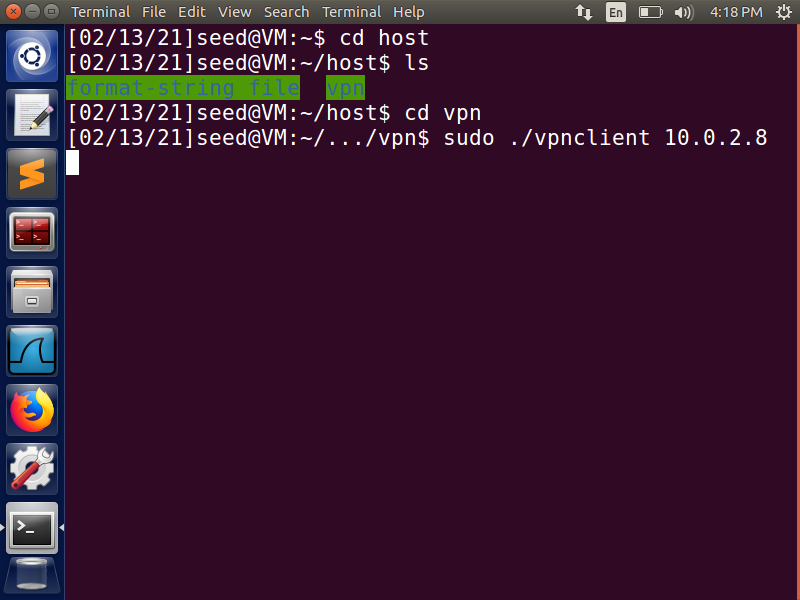 Terminal File Edit View Search Terminal Help En 4:18 PM
[02/13/21]seed@VM:~$ cd host
[02/13/21]seed@VM:~/host$ ls
format-string file  vpn
[02/13/21]seed@VM:~/host$ cd vpn
[02/13/21]seed@VM:~/.../vpn$ sudo ./vpnclient 10.0.2.8